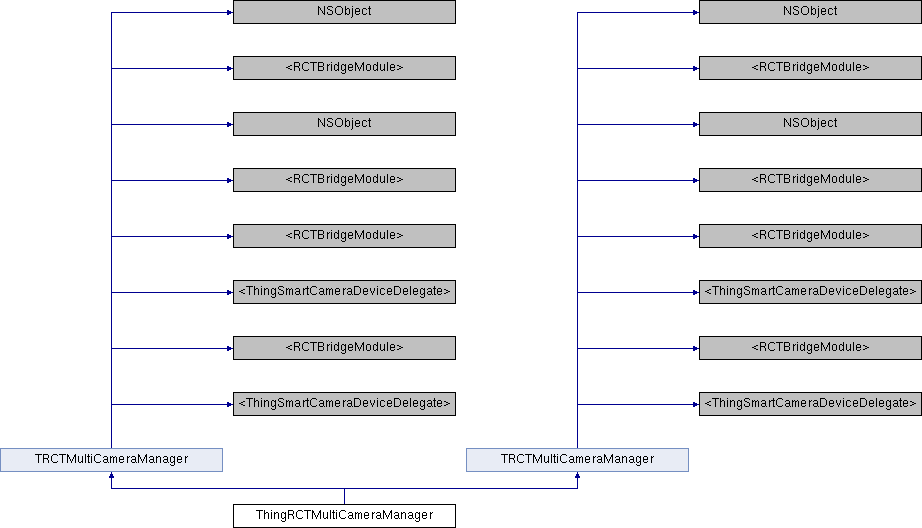 NSObject NSObject
<RCTBridgeModule> <RCTBridgeModule>
NSObject NSObject
<RCTBridgeModule> <RCTBridgeModule>
<RCTBridgeModule> <RCTBridgeModule>
<ThingSmartCameraDeviceDelegate> <ThingSmartCameraDeviceDelegate>
<RCTBridgeModule> <RCTBridgeModule>
<ThingSmartCameraDeviceDelegate> <ThingSmartCameraDeviceDelegate>
TRCTMultiCameraManager TRCTMultiCameraManager
ThingRCTMultiCameraManager